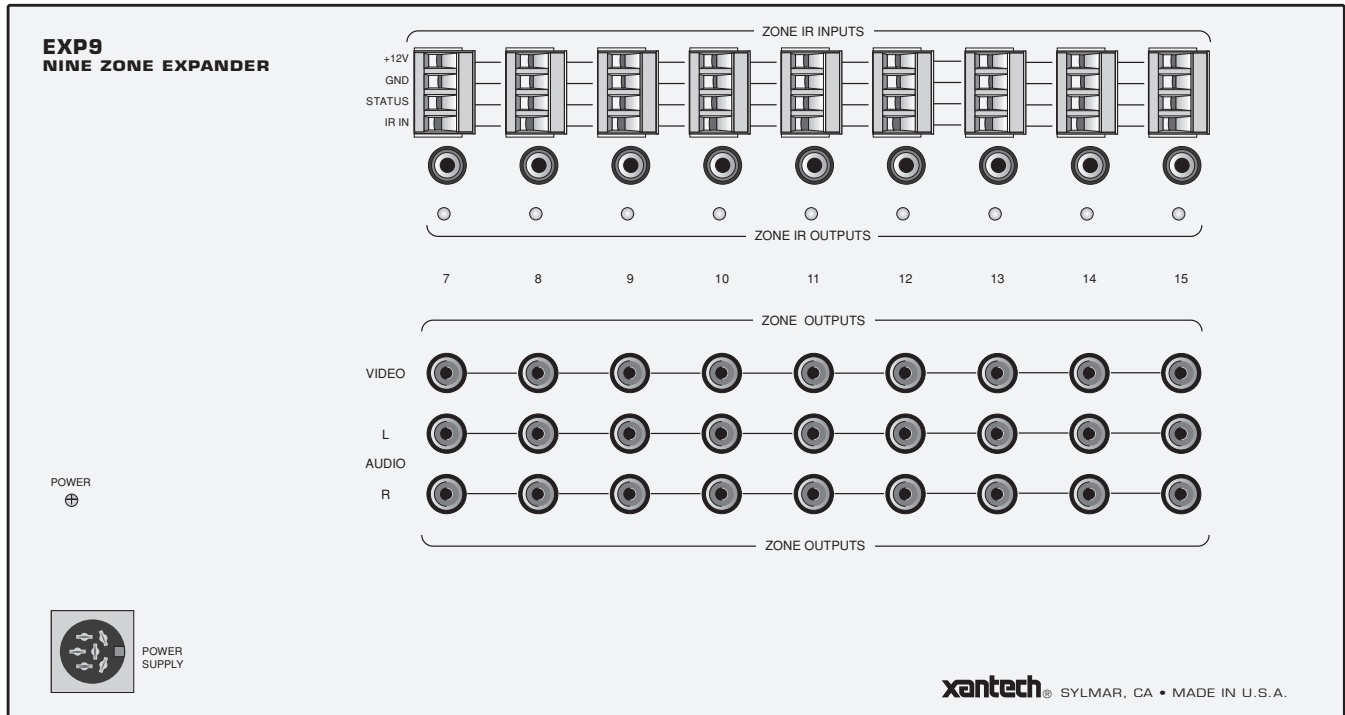 EXP9
NINE ZONE EXPANDER
ZONE IR INPUTS
+12V
GND
STATUS
IR IN
ZONE IR OUTPUTS
7 8 9 10 11 12 13 14 15
ZONE OUTPUTS
VIDEO
L
AUDIO
R
ZONE OUTPUTS
POWER
POWER
SUPPLY
xantech® SYLMAR, CA • MADE IN U.S.A.